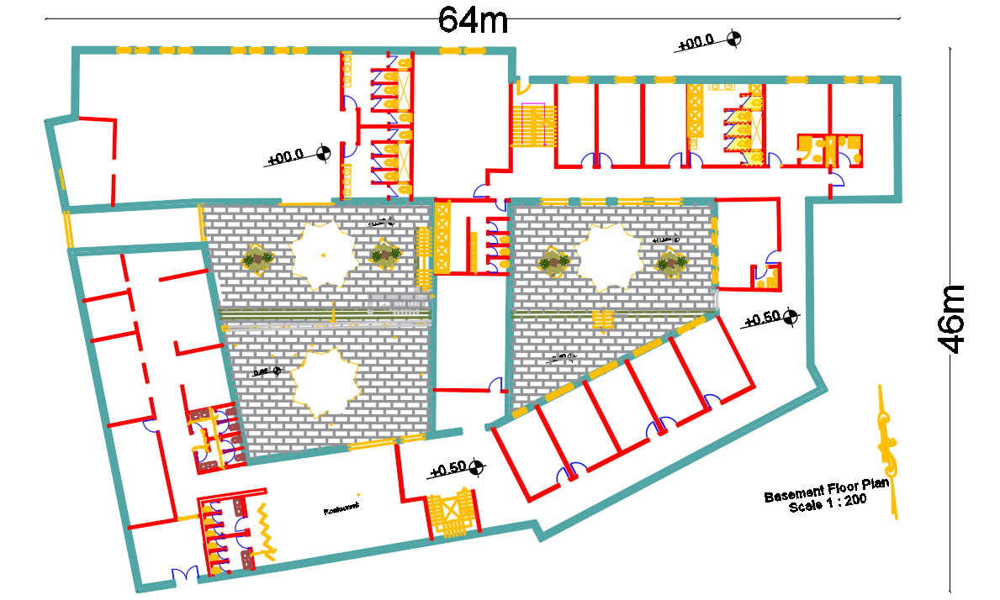 64m
+00.0
+00.0
46m
+0.50
+0.50
Basement Floor Plan
Scale 1 : 200
Restaurant